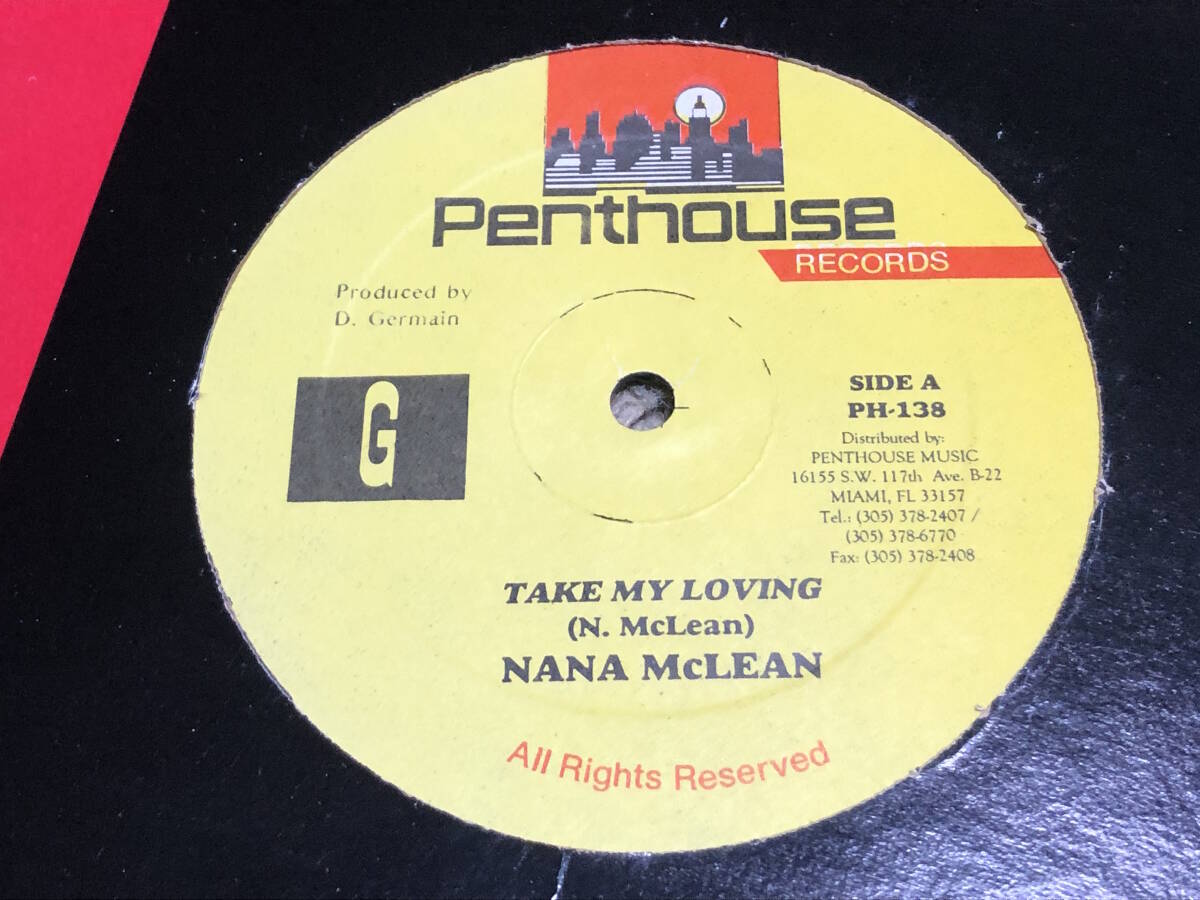 Penthouse
RECORDS
Produced by
D. Germain
G
SIDE A
PH-138
Distributed by:
PENTHOUSE MUSIC
16155 S.W. 117th Ave. B-22
MIAMI, FL 33157
Tel.: (305) 378-2407 /
(305) 378-6770
Fax: (305) 378-2408
TAKE MY LOVING
(N. McLean)
NANA McLEAN
All Rights Reserved